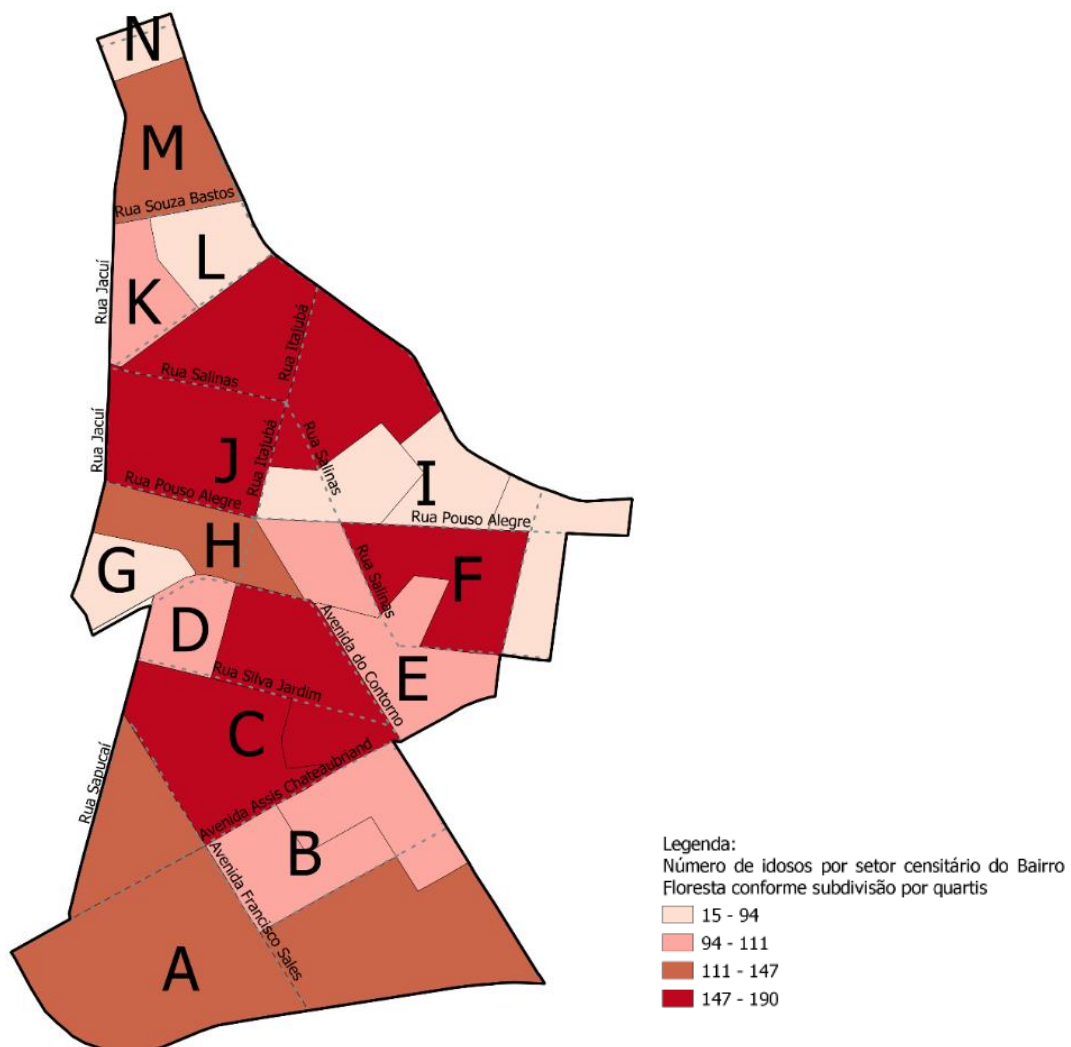 N
M
Rua Souza Bastos
L
Rua Jacuí
K
Rua Itajubá
Rua Salinas
Rua Jacuí
J
Rua Itajubá
Rua Salinas
I
Rua Pouso Alegre
Rua Pouso Alegre
H
G
F
Rua Salinas
D
Avenida do Contorno
E
Rua Silva Jardim
C
Rua Sapucaí
Avenida Assis Chateaubriand
B
Avenida Francisco Sales
A
Legenda:
Número de idosos por setor censitário do Bairro
Floresta conforme subdivisão por quartis
15 - 94
94 - 111
111 - 147
147 - 190